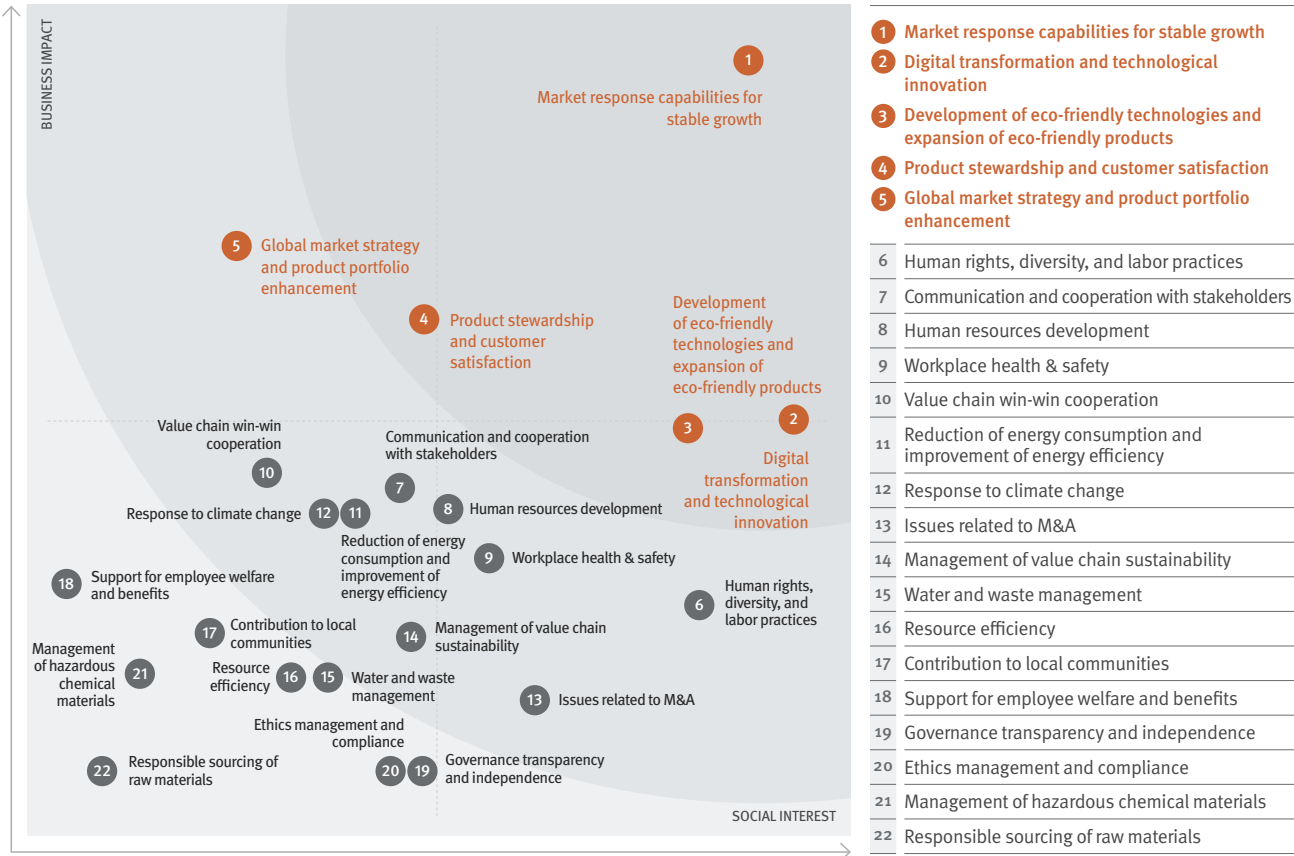 BUSINESS IMPACT
1
Market response capabilities for
stable growth
5
Global market strategy
and product portfolio
enhancement
4
Product stewardship
and customer
satisfaction
Development
of eco-friendly
technologies and
expansion of
eco-friendly products
3
2
Digital
transformation
and technological
innovation
Value chain win-win
cooperation
10
Communication and cooperation
with stakeholders
7
Response to climate change
12
11
Reduction of energy
consumption and
improvement of
energy efficiency
8
Human resources development
9
Workplace health & safety
18
Support for employee welfare
and benefits
6
Human rights,
diversity, and
labor practices
17
Contribution to local
communities
14
Management of value chain
sustainability
Management
of hazardous
chemical
materials
21
Resource
efficiency
16
15
Water and waste
management
13
Issues related to M&A
Ethics management and
compliance
20
19
Governance transparency
and independence
22
Responsible sourcing of
raw materials
SOCIAL INTEREST
1 Market response capabilities for stable growth
2 Digital transformation and technological
innovation
3 Development of eco-friendly technologies and
expansion of eco-friendly products
4 Product stewardship and customer satisfaction
5 Global market strategy and product portfolio
enhancement
6 Human rights, diversity, and labor practices
7 Communication and cooperation with stakeholders
8 Human resources development
9 Workplace health & safety
10 Value chain win-win cooperation
11 Reduction of energy consumption and
improvement of energy efficiency
12 Response to climate change
13 Issues related to M&A
14 Management of value chain sustainability
15 Water and waste management
16 Resource efficiency
17 Contribution to local communities
18 Support for employee welfare and benefits
19 Governance transparency and independence
20 Ethics management and compliance
21 Management of hazardous chemical materials
22 Responsible sourcing of raw materials